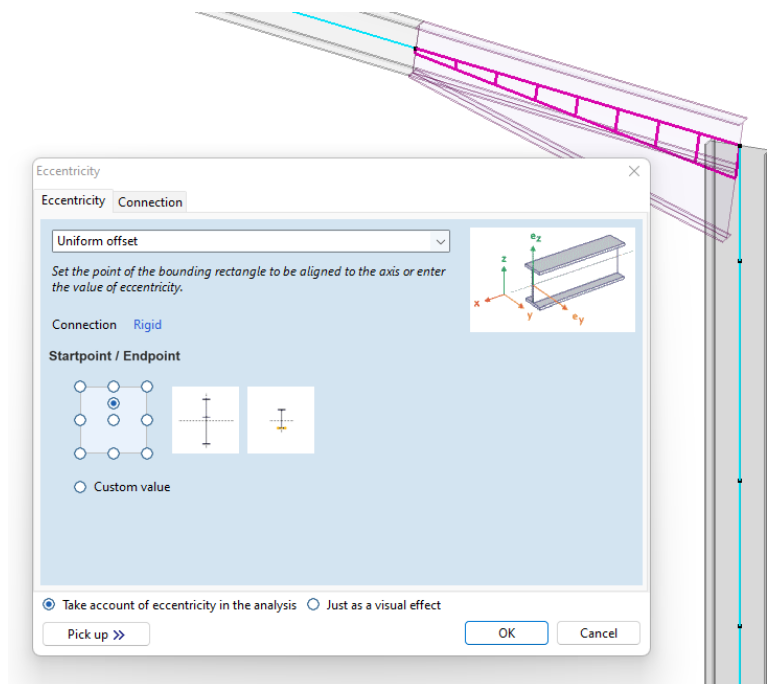 Eccentricity
Eccentricity Connection
Uniform offset
Set the point of the bounding rectangle to be aligned to the axis or enter
the value of eccentricity.
ez
z
x
y
ey
Connection Rigid
Startpoint / Endpoint
Custom value
Take account of eccentricity in the analysis Just as a visual effect
Pick up »
OK
Cancel